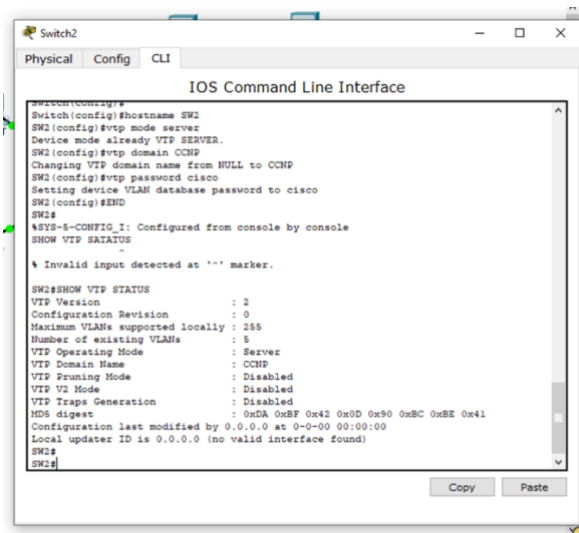 Switch2
Physical Config CLI
IOS Command Line Interface
Switch(config)#
Switch(config)#hostname SW2
SW2(config)#vtp mode server
Device mode already VTP SERVER.
SW2(config)#vtp domain CCNP
Changing VTP domain name from NULL to CCNP
SW2(config)#vtp password cisco
Setting device VLAN database password to cisco
SW2(config)#END
SW2#
%SYS-5-CONFIG_I: Configured from console by console
SHOW VTP SATATUS
^
% Invalid input detected at '^' marker.
SW2#SHOW VTP STATUS
VTP Version : 2
Configuration Revision : 0
Maximum VLANs supported locally : 255
Number of existing VLANs : 5
VTP Operating Mode : Server
VTP Domain Name : CCNP
VTP Pruning Mode : Disabled
VTP V2 Mode : Disabled
VTP Traps Generation : Disabled
MD5 digest : 0xDA 0xBF 0x42 0x0D 0x90 0xBC 0xBE 0x41
Configuration last modified by 0.0.0.0 at 0-0-00 00:00:00
Local updater ID is 0.0.0.0 (no valid interface found)
SW2#
SW2#
Copy Paste